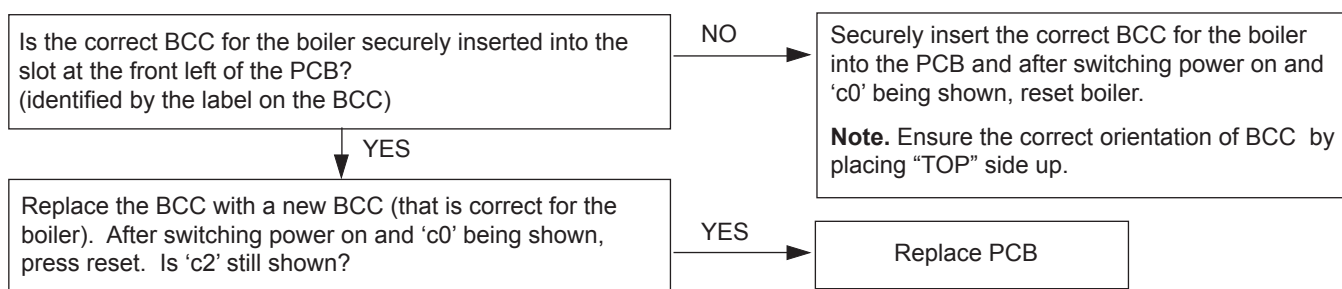 Is the correct BCC for the boiler securely inserted into the
slot at the front left of the PCB?
(identified by the label on the BCC)
NO
Securely insert the correct BCC for the boiler
into the PCB and after switching power on and
‘c0’ being shown, reset boiler.
Note. Ensure the correct orientation of BCC by
placing “TOP” side up.
YES
Replace the BCC with a new BCC (that is correct for the
boiler). After switching power on and ‘c0’ being shown,
press reset. Is ‘c2’ still shown?
YES
Replace PCB